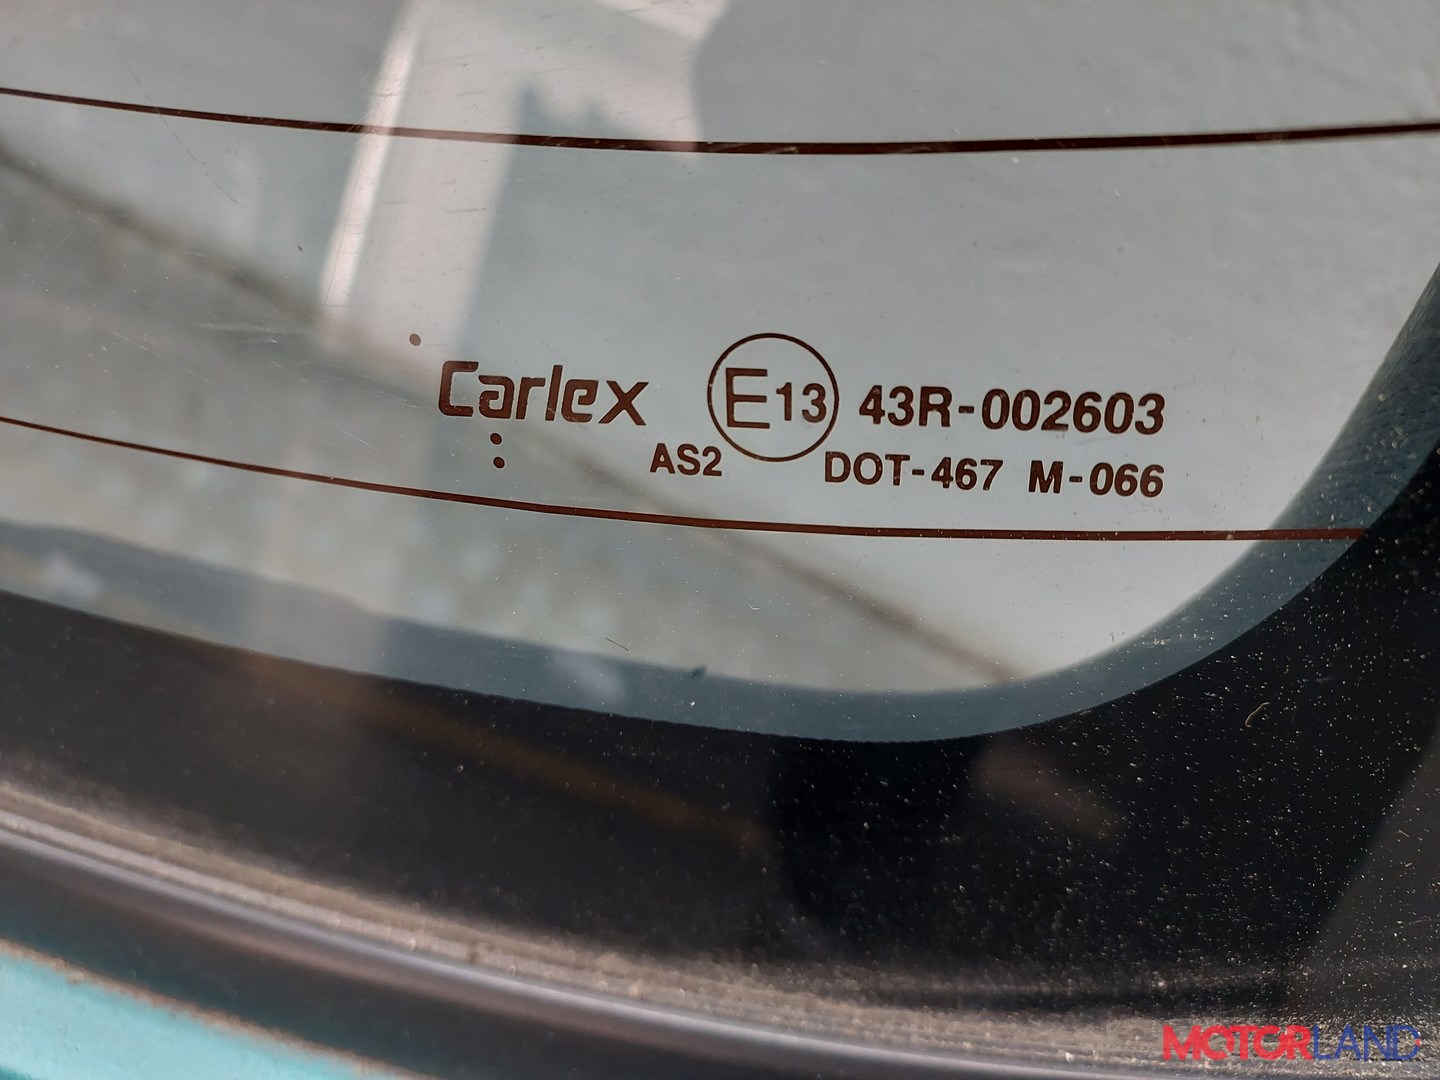 Carlex E13 43R-002603
AS2 DOT-467 M-066
MOTORLAND